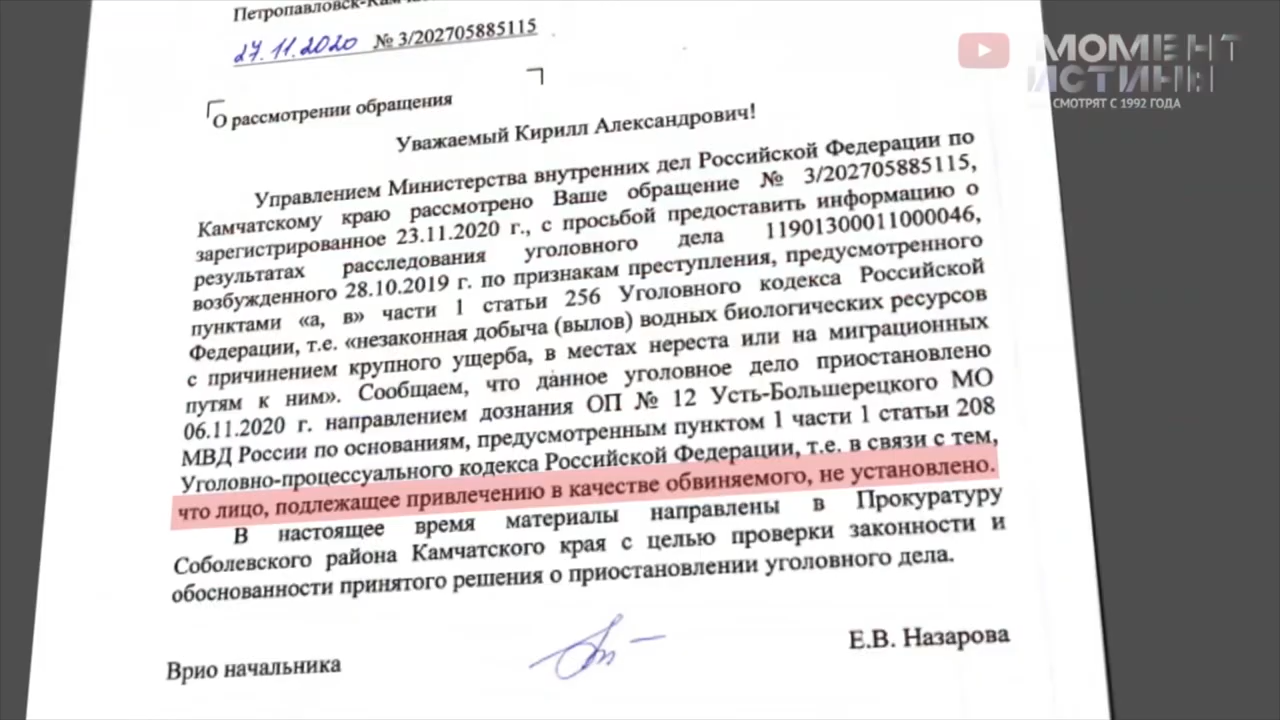 27.11.2020 № 3/202705885115
О рассмотрении обращения
Уважаемый Кирилл Александрович!
Управлением Министерства внутренних дел Российской Федерации по
Камчатскому краю рассмотрено Ваше обращение № 3/202705885115,
зарегистрированное 23.11.2020 г., с просьбой предоставить информацию о
результатах расследования уголовного дела 11901300011000046,
возбужденного 28.10.2019 г. по признакам преступления, предусмотренного
пунктами «а, в» части 1 статьи 256 Уголовного кодекса Российской
Федерации, т.е. «незаконная добыча (вылов) водных биологических ресурсов
с причинением крупного ущерба, в местах нереста или на миграционных
путям к ним». Сообщаем, что данное уголовное дело приостановлено
06.11.2020 г. направлением дознания ОП № 12 Усть-Большерецкого МО
МВД России по основаниям, предусмотренным пунктом 1 части 1 статьи 208
Уголовно-процессуального кодекса Российской Федерации, т.е. в связи с тем,
что лицо, подлежащее привлечению в качестве обвиняемого, не установлено.
В настоящее время материалы направлены в Прокуратуру
Соболевского района Камчатского края с целью проверки законности и
обоснованности принятого решения о приостановлении уголовного дела.
Врио начальника
Е.В. Назарова
МОМЕНТ
ИСТИНЫ
СМОТРЯТ С 1992 ГОДА